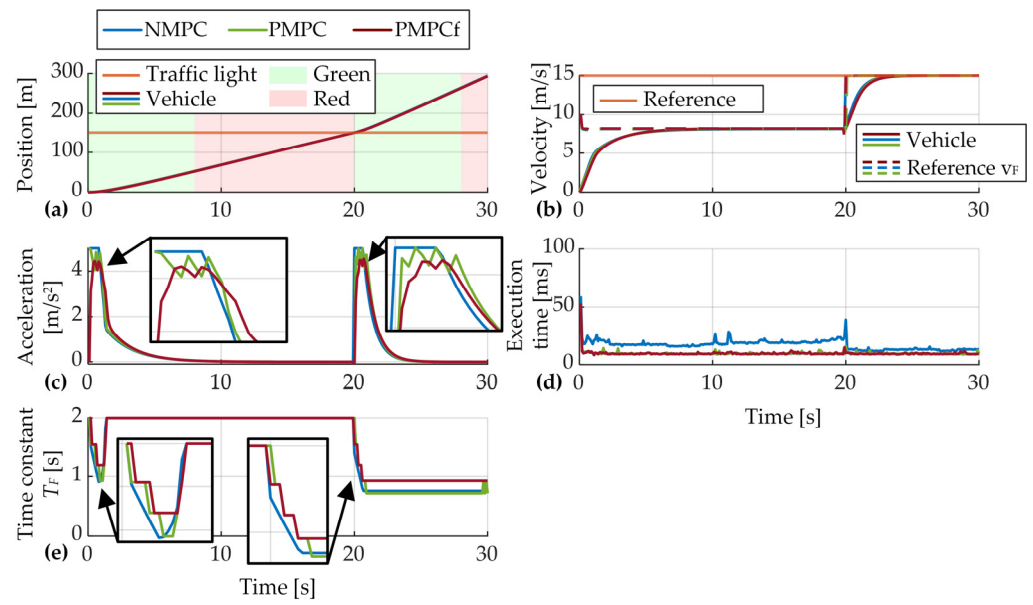 NMPC PMPC PMPCf
Position [m]
300
200
100
0
Traffic light Green
Vehicle Red
(a)
0 10 20 30
Velocity [m/s]
15
10
5
0
Reference
Vehicle
Reference vF
(b)
0 10 20 30
Acceleration
[m/s²]
4
2
0
(c)
0 10 20 30
Execution
time [ms]
100
50
0
(d)
0 10 20 30
Time [s]
Time constant
TF [s]
2
1
0
(e)
0 10 20 30
Time [s]